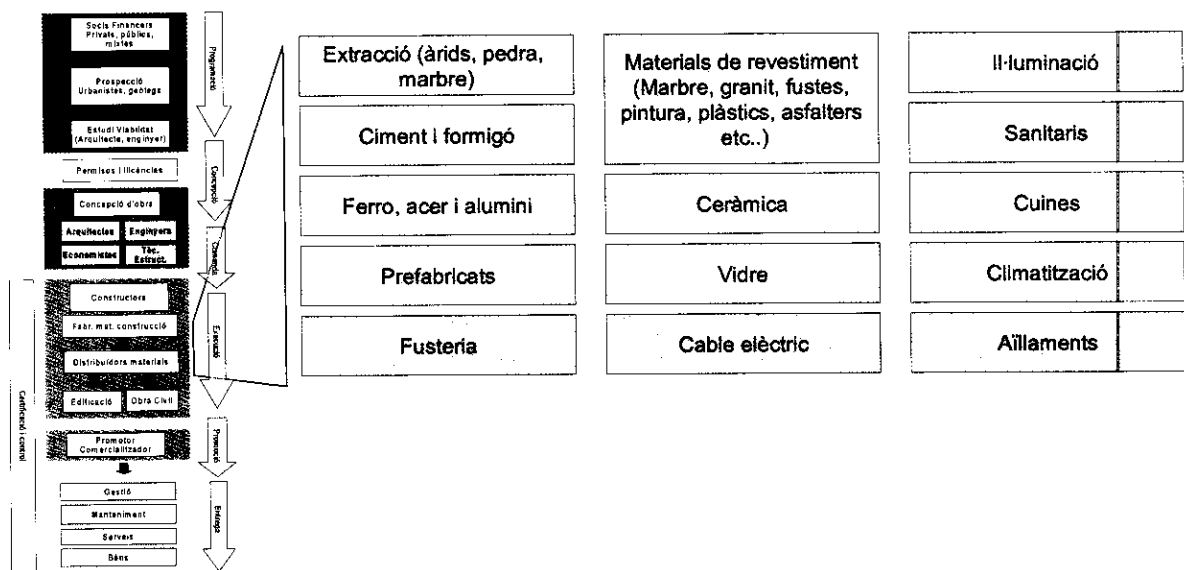 Socis Financers
Privats, públics,
mixtes
Prospecció
Urbanistes, geòlegs
Estudi Viabilitat
(Arquitecte, enginyer)
Permisos i llicències
Concepció d'obra
Arquitectes
Enginyers
Economistes
Tèc.
Estruct.
Constructors
Fabr. mat. construcció
Distribuïdors materials
Edificació
Obra Civil
Promotor
Comercialitzador
Gestió
Manteniment
Serveis
Béns
Certificació i control
Programació
Concepció
Comanda
Execució
Promoció
Entrega
Extracció (àrids, pedra,
marbre)
Ciment i formigó
Ferro, acer i alumini
Prefabricats
Fusteria
Materials de revestiment
(Marbre, granit, fustes,
pintura, plàstics, asfalters
etc..)
Ceràmica
Vidre
Cable elèctric
Il·luminació
Sanitaris
Cuines
Climatització
Aïllaments